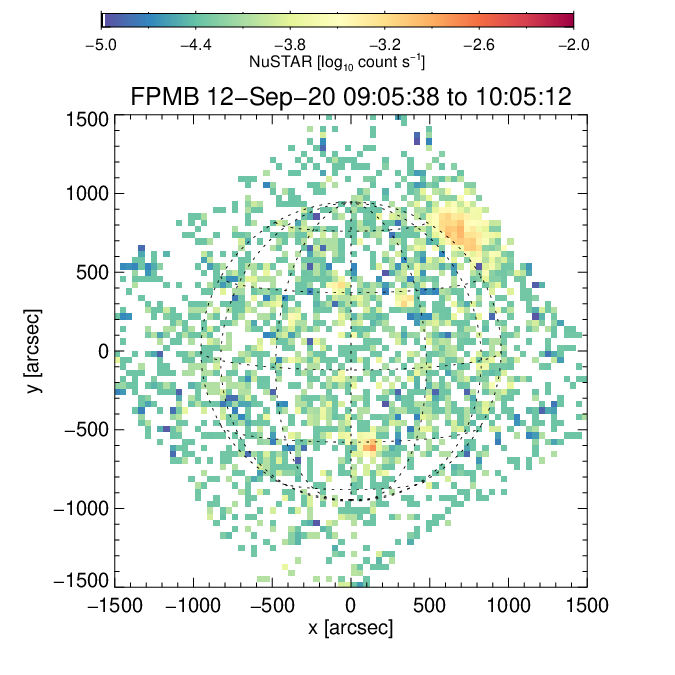 −5.0 −4.4 −3.8 −3.2 −2.6 −2.0
NuSTAR [log₁₀ count s⁻¹]
FPMB 12−Sep−20 09:05:38 to 10:05:12
1500
1000
500
0
−500
−1000
−1500
y [arcsec]
−1500 −1000 −500 0 500 1000 1500
x [arcsec]